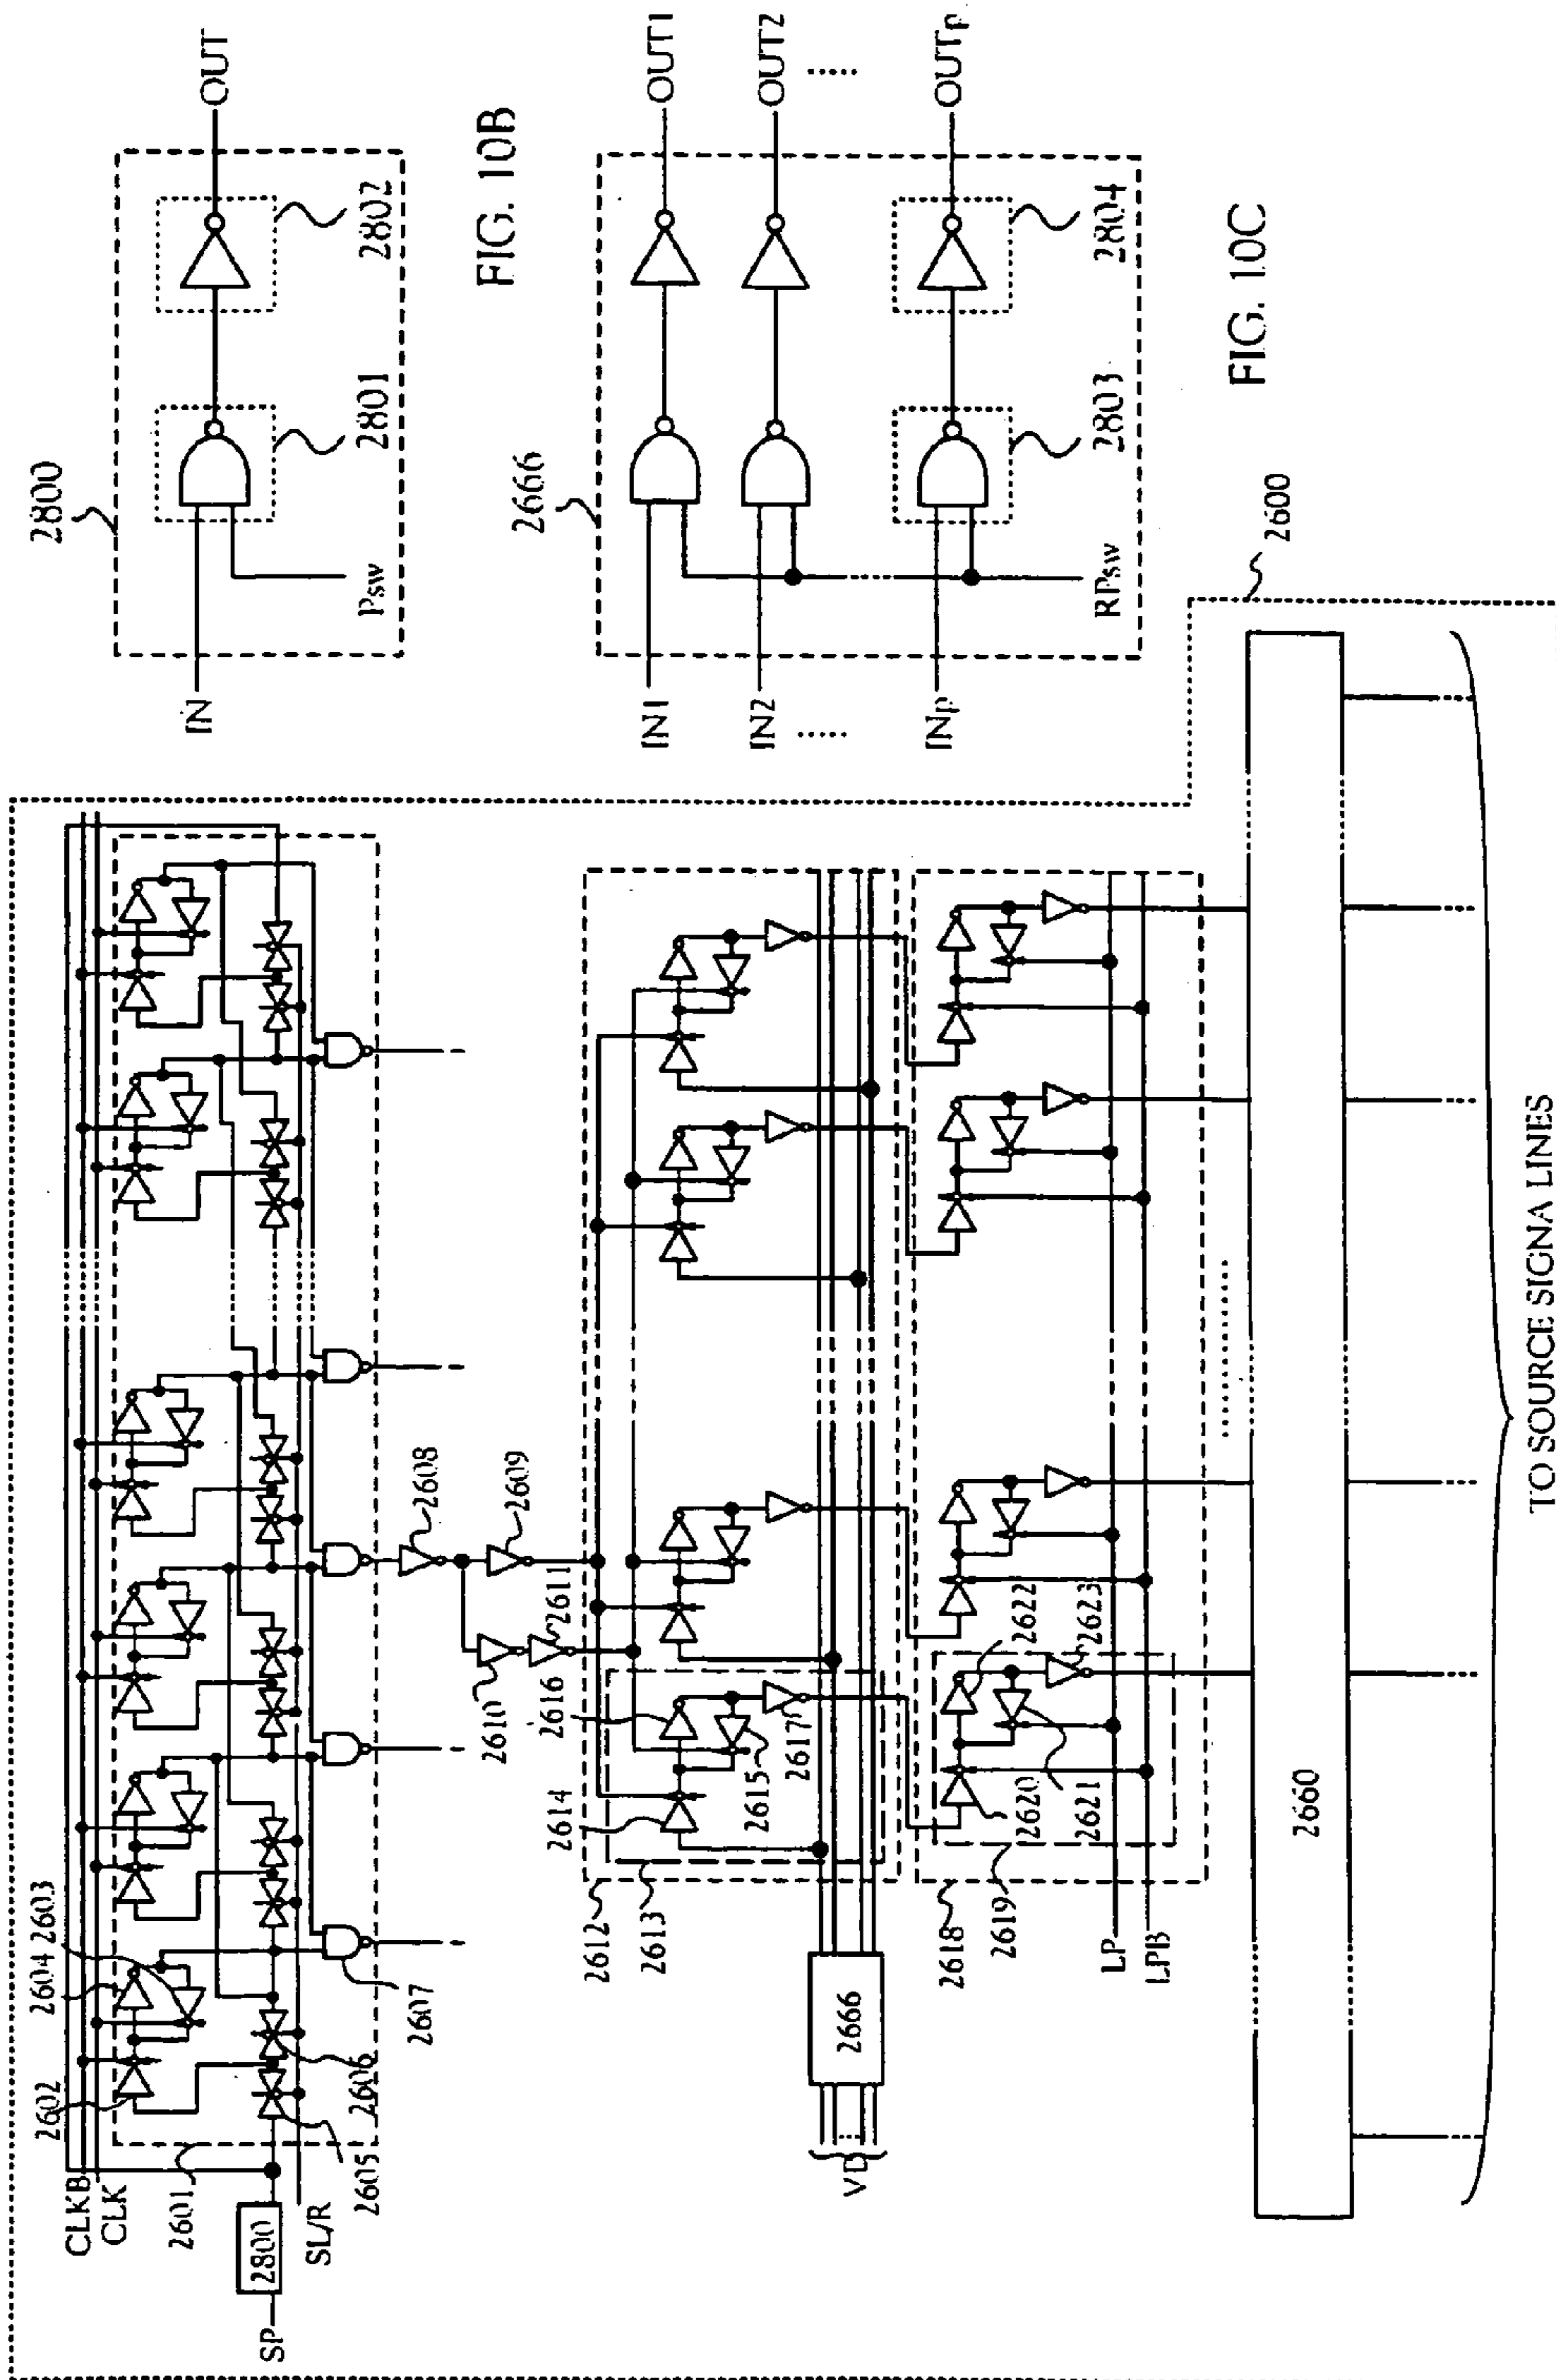 CLKB
CLK
2601
SP
2800
SL/R
2602
2604
2603
2605
2606
2607
2608
2609
2610
2611
2612
2613
2614
2616
2615
2617
VD
2666
2618
2619
2620
2621
2622
2623
LP
LPB
2660
TO SOURCE SIGNA LINES
2600
2800
IN
Psw
2801
2802
OUT
FIG. 10B
2666
IN1
IN2
.....
INp
RPsw
2803
2804
OUT1
OUT2
.....
OUTp
FIG. 10C